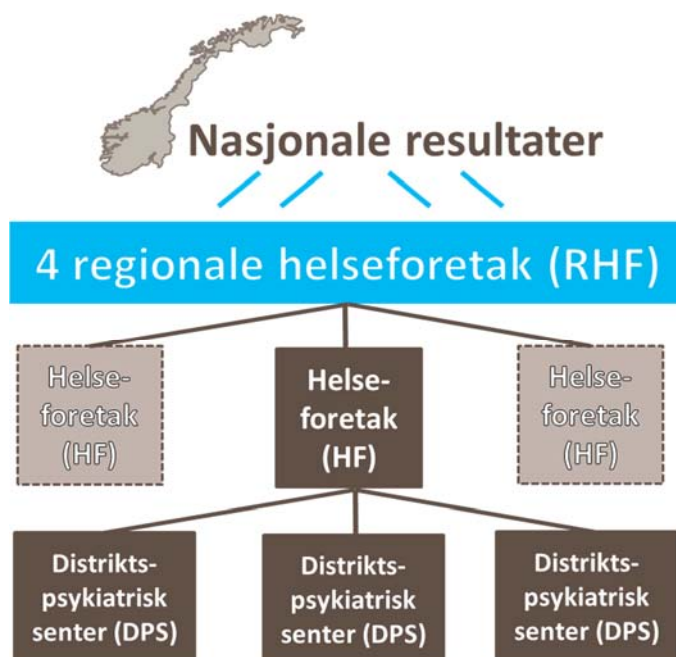 Nasjonale resultater
4 regionale helseforetak (RHF)
Helse-
foretak
(HF)
Helse-
foretak
(HF)
Helse-
foretak
(HF)
Distrikts-
psykiatrisk
senter (DPS)
Distrikts-
psykiatrisk
senter (DPS)
Distrikts-
psykiatrisk
senter (DPS)